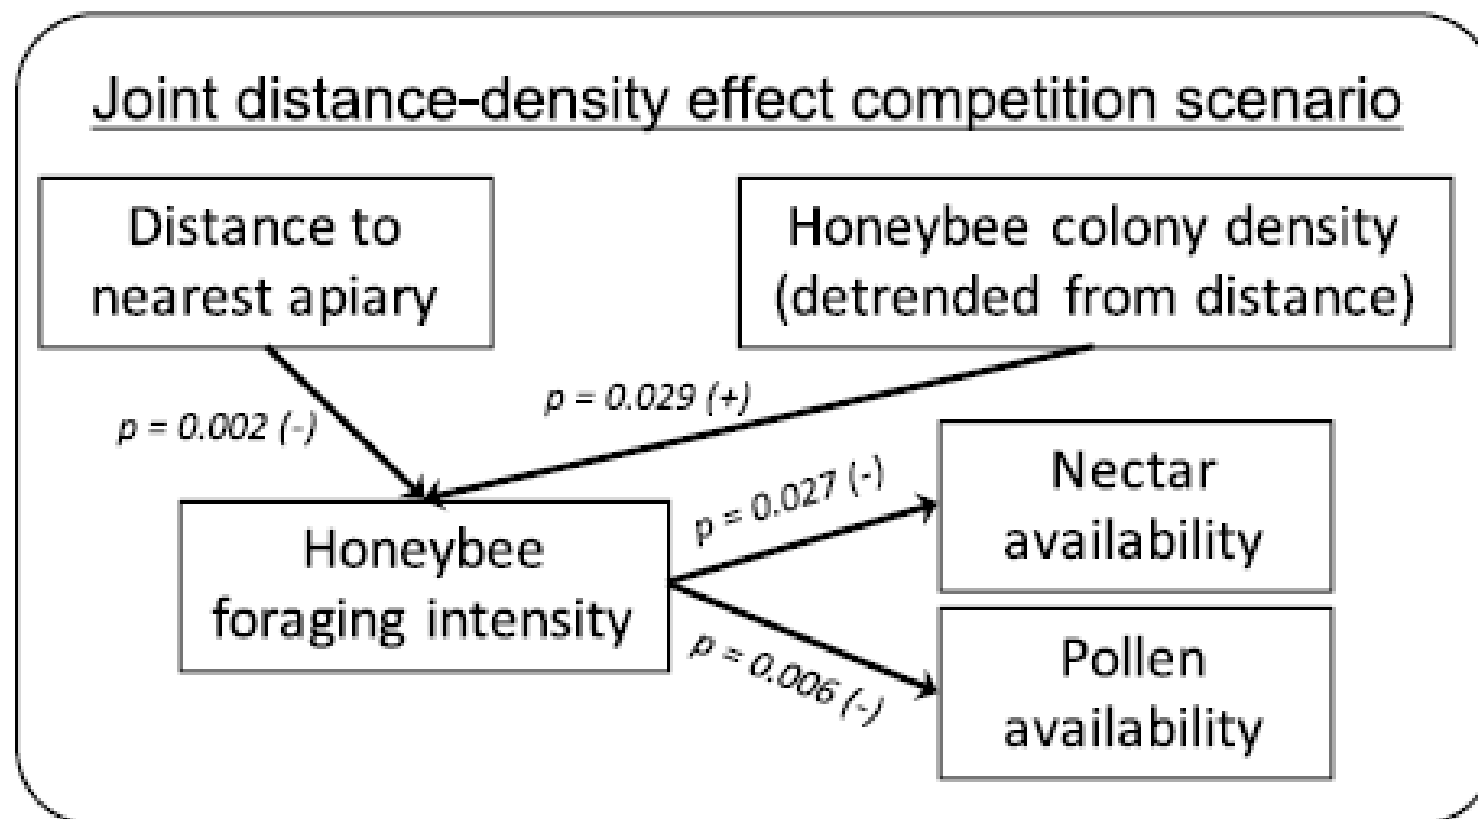 Joint distance-density effect competition scenario
Distance to
nearest apiary
Honeybee colony density
(detrended from distance)
p = 0.002 (-)
p = 0.029 (+)
Honeybee
foraging intensity
p = 0.027 (-)
p = 0.006 (-)
Nectar
availability
Pollen
availability